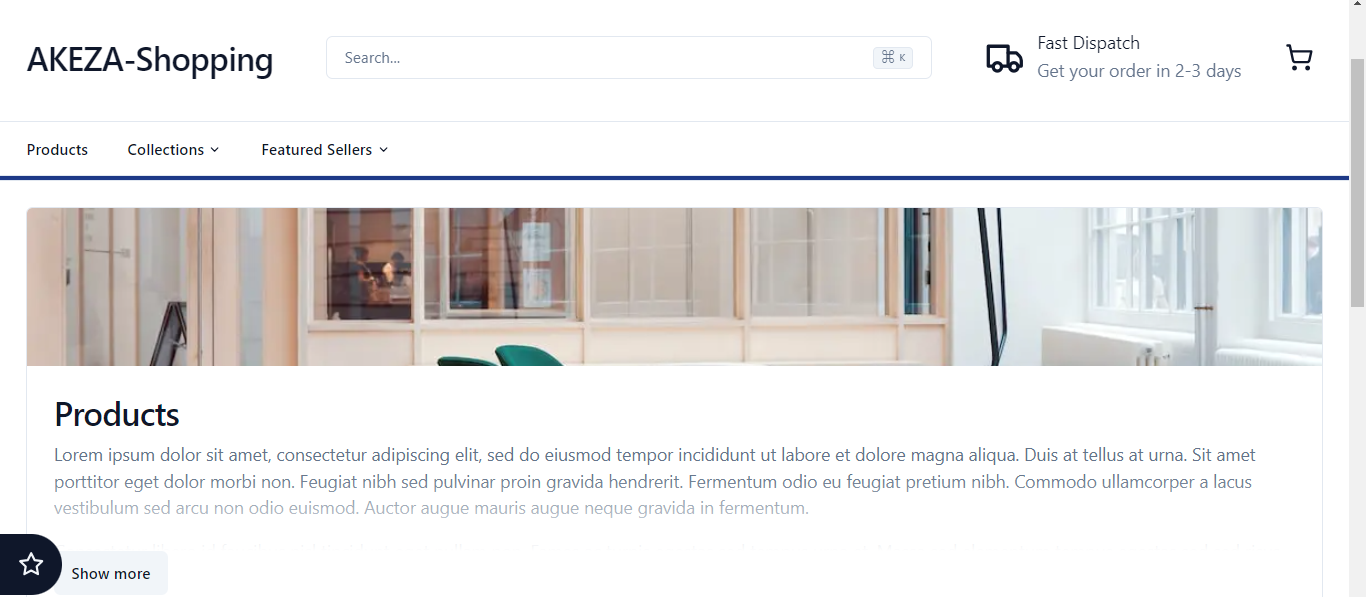 AKEZA-Shopping
Search...
⌘ K
Fast Dispatch
Get your order in 2-3 days
Products
Collections
Featured Sellers
Products
Lorem ipsum dolor sit amet, consectetur adipiscing elit, sed do eiusmod tempor incididunt ut labore et dolore magna aliqua. Duis at tellus at urna. Sit amet
porttitor eget dolor morbi non. Feugiat nibh sed pulvinar proin gravida hendrerit. Fermentum odio eu feugiat pretium nibh. Commodo ullamcorper a lacus
vestibulum sed arcu non odio euismod. Auctor augue mauris augue neque gravida in fermentum.
Show more